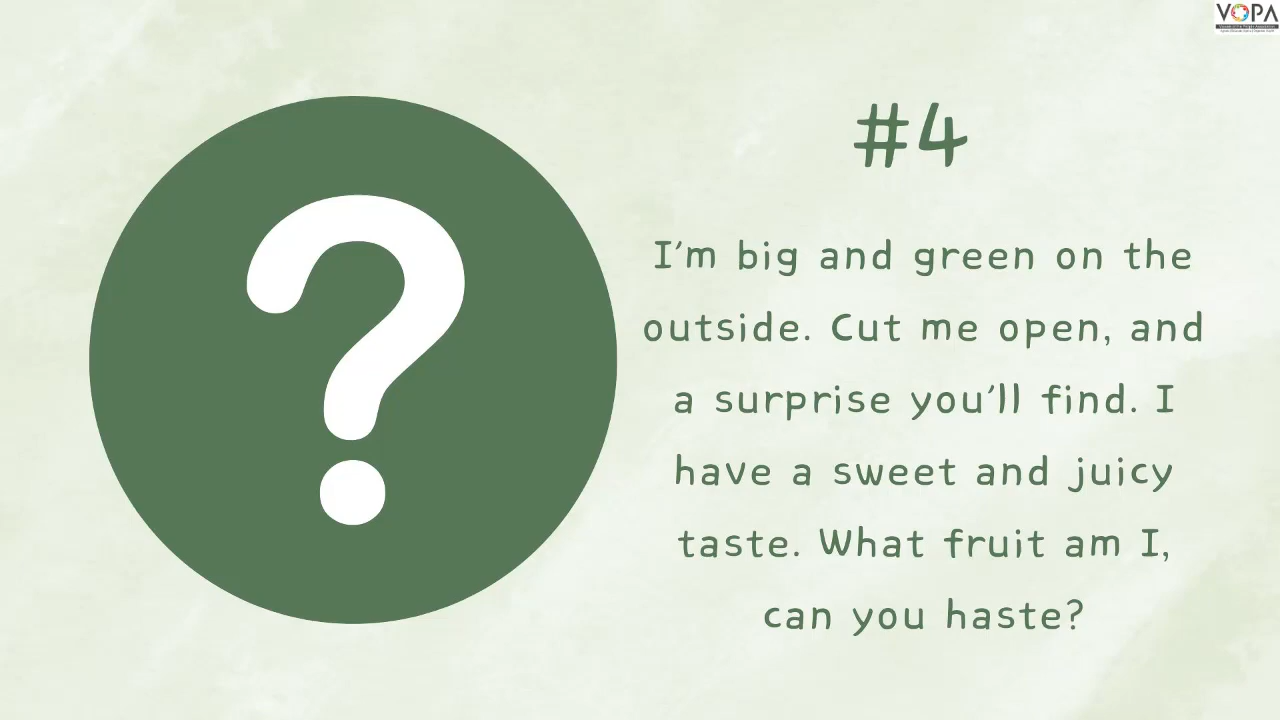 VOPA
#4
I'm big and green on the
outside. Cut me open, and
a surprise you'll find. I
have a sweet and juicy
taste. What fruit am I,
can you haste?